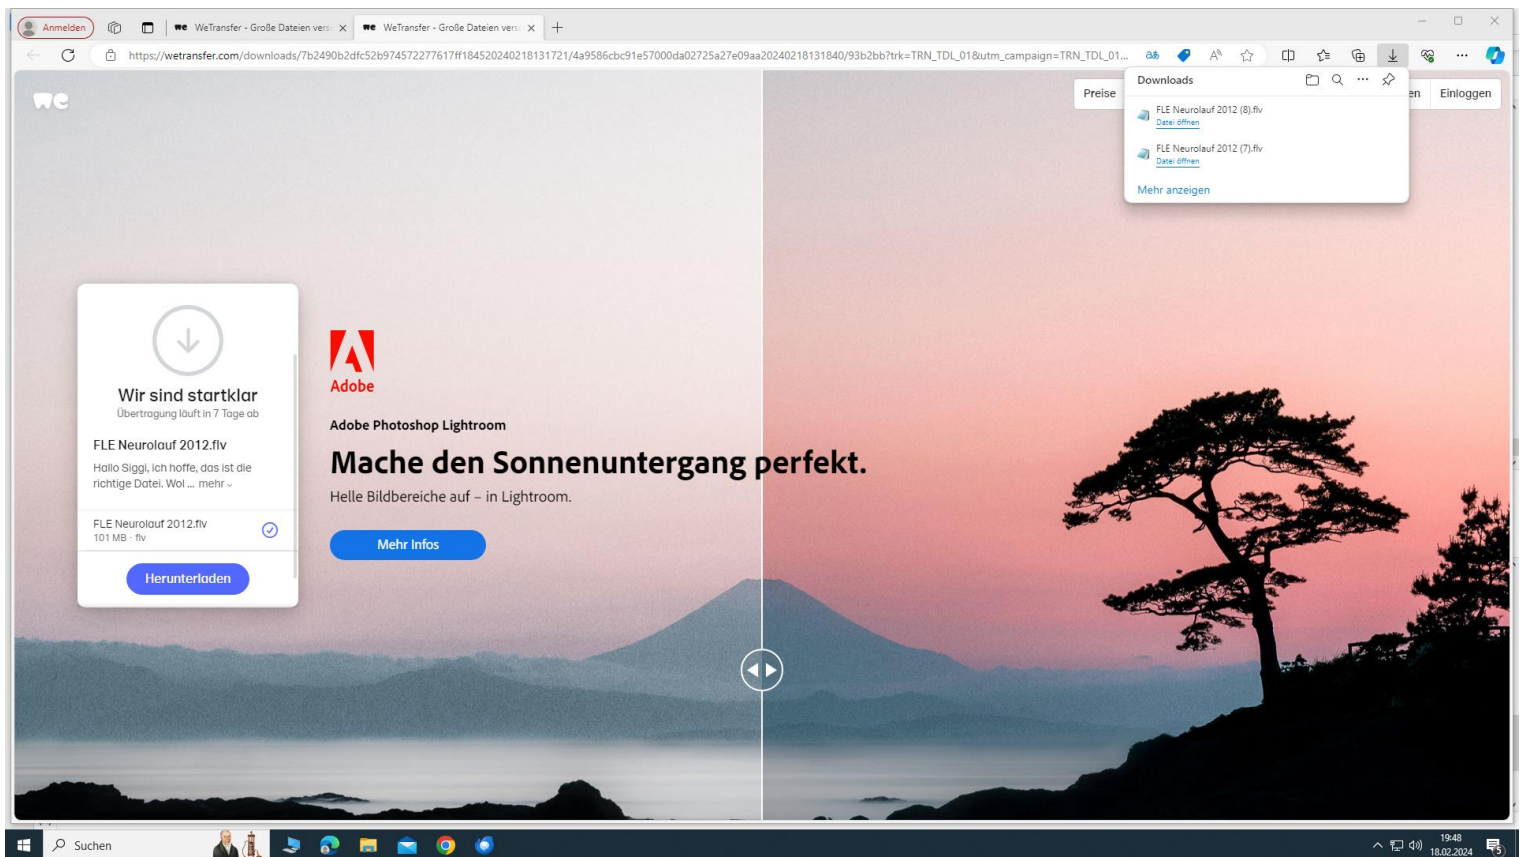 Anmelden
WeTransfer - Große Dateien vers
WeTransfer - Große Dateien vers
https://wetransfer.com/downloads/7b2490b2dfc52b974572277617ff184520240218131721/4a9586cbc91e57000da02725a27e09aa20240218131840/93b2bb?trk=TRN_TDL_01&utm_campaign=TRN_TDL_01...
we
Preise
en
Einloggen
Downloads
FLE Neurolauf 2012 (8).flv
Datei öffnen
FLE Neurolauf 2012 (7).flv
Datei öffnen
Mehr anzeigen
Wir sind startklar
Übertragung läuft in 7 Tage ab
FLE Neurolauf 2012.flv
Hallo Siggi, ich hoffe, das ist die
richtige Datei. Wol ... mehr
FLE Neurolauf 2012.flv
101 MB · flv
Herunterladen
Adobe
Adobe Photoshop Lightroom
Mache den Sonnenuntergang perfekt.
Helle Bildbereiche auf – in Lightroom.
Mehr Infos
Suchen
19:48
18.02.2024
5